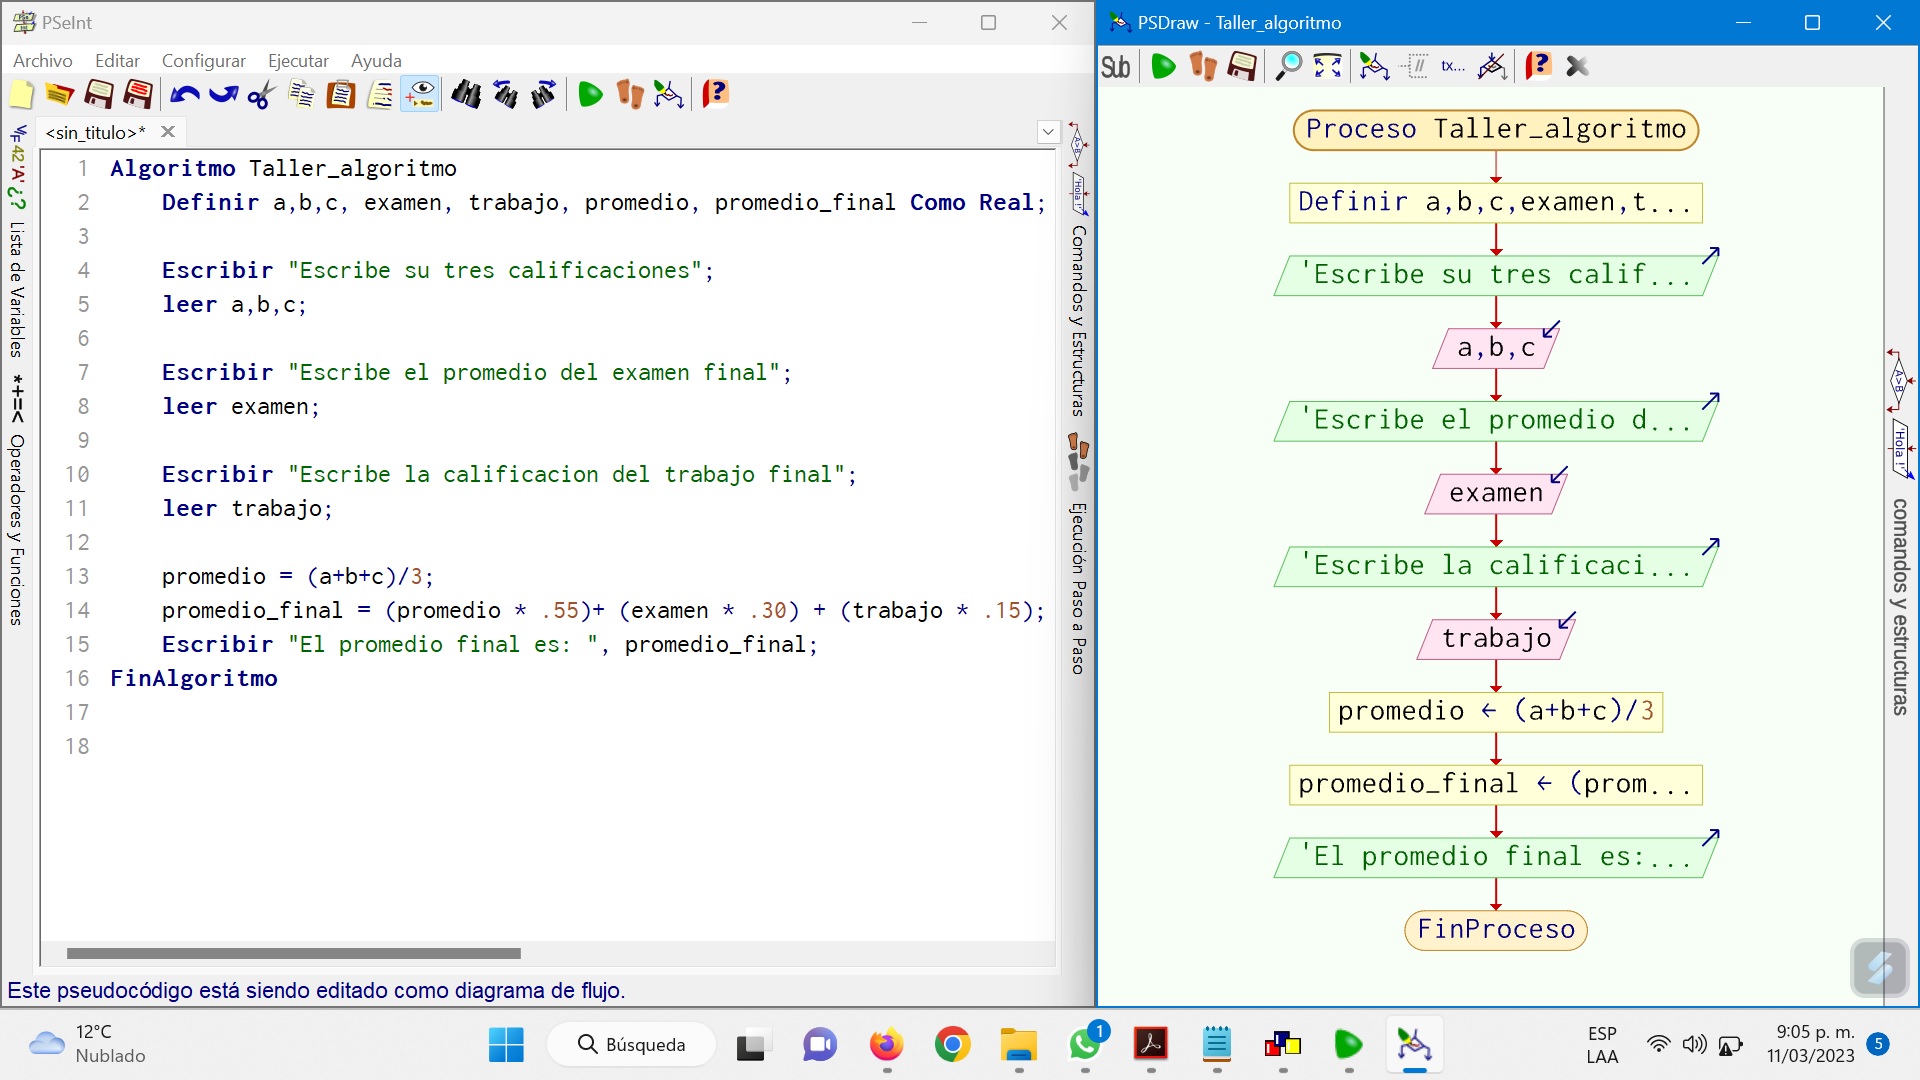 PSeInt
Archivo Editar Configurar Ejecutar Ayuda
<sin_titulo>*
1 Algoritmo Taller_algoritmo
2 Definir a,b,c, examen, trabajo, promedio, promedio_final Como Real;
3
4 Escribir "Escribe su tres calificaciones";
5 leer a,b,c;
6
7 Escribir "Escribe el promedio del examen final";
8 leer examen;
9
10 Escribir "Escribe la calificacion del trabajo final";
11 leer trabajo;
12
13 promedio = (a+b+c)/3;
14 promedio_final = (promedio * .55)+ (examen * .30) + (trabajo * .15);
15 Escribir "El promedio final es: ", promedio_final;
16 FinAlgoritmo
17
18
Lista de Variables
*+=< Operadores y Funciones
Comandos y Estructuras
Ejecución Paso a Paso
Este pseudocódigo está siendo editado como diagrama de flujo.
PSDraw - Taller_algoritmo
Sub
tx...
Proceso Taller_algoritmo
Definir a,b,c,examen,t...
'Escribe su tres calif...
a,b,c
'Escribe el promedio d...
examen
'Escribe la calificaci...
trabajo
promedio ← (a+b+c)/3
promedio_final ← (prom...
'El promedio final es:...
FinProceso
A>B
'Hola !'
comandos y estructuras
12°C
Nublado
Búsqueda
1
ESP
LAA
9:05 p. m.
11/03/2023
5